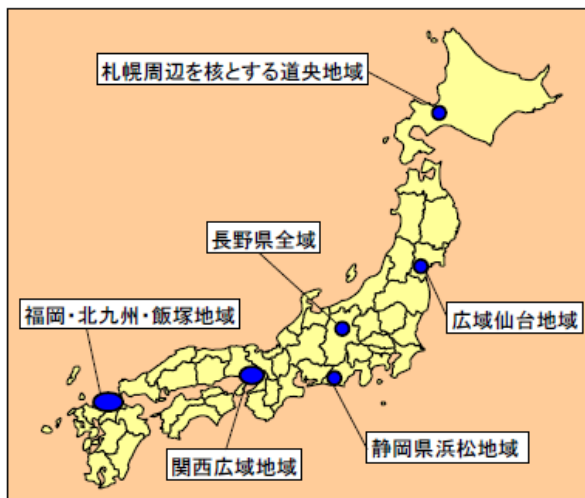 札幌周辺を核とする道央地域
長野県全域
広域仙台地域
福岡・北九州・飯塚地域
静岡県浜松地域
関西広域地域